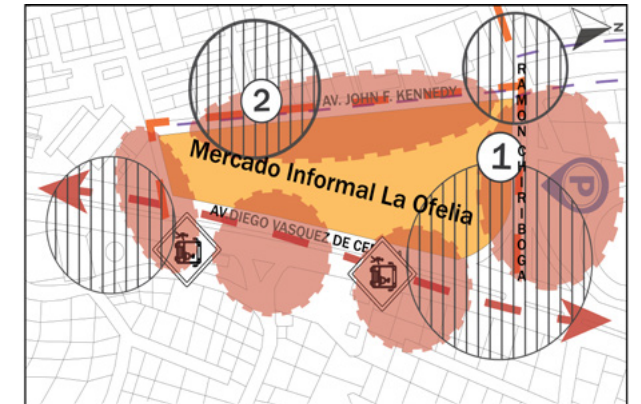 N
AV. JOHN F. KENNEDY
2
RAMON CHIRIBOGA
1
Mercado Informal La Ofelia
P
AV DIEGO VASQUEZ DE CE